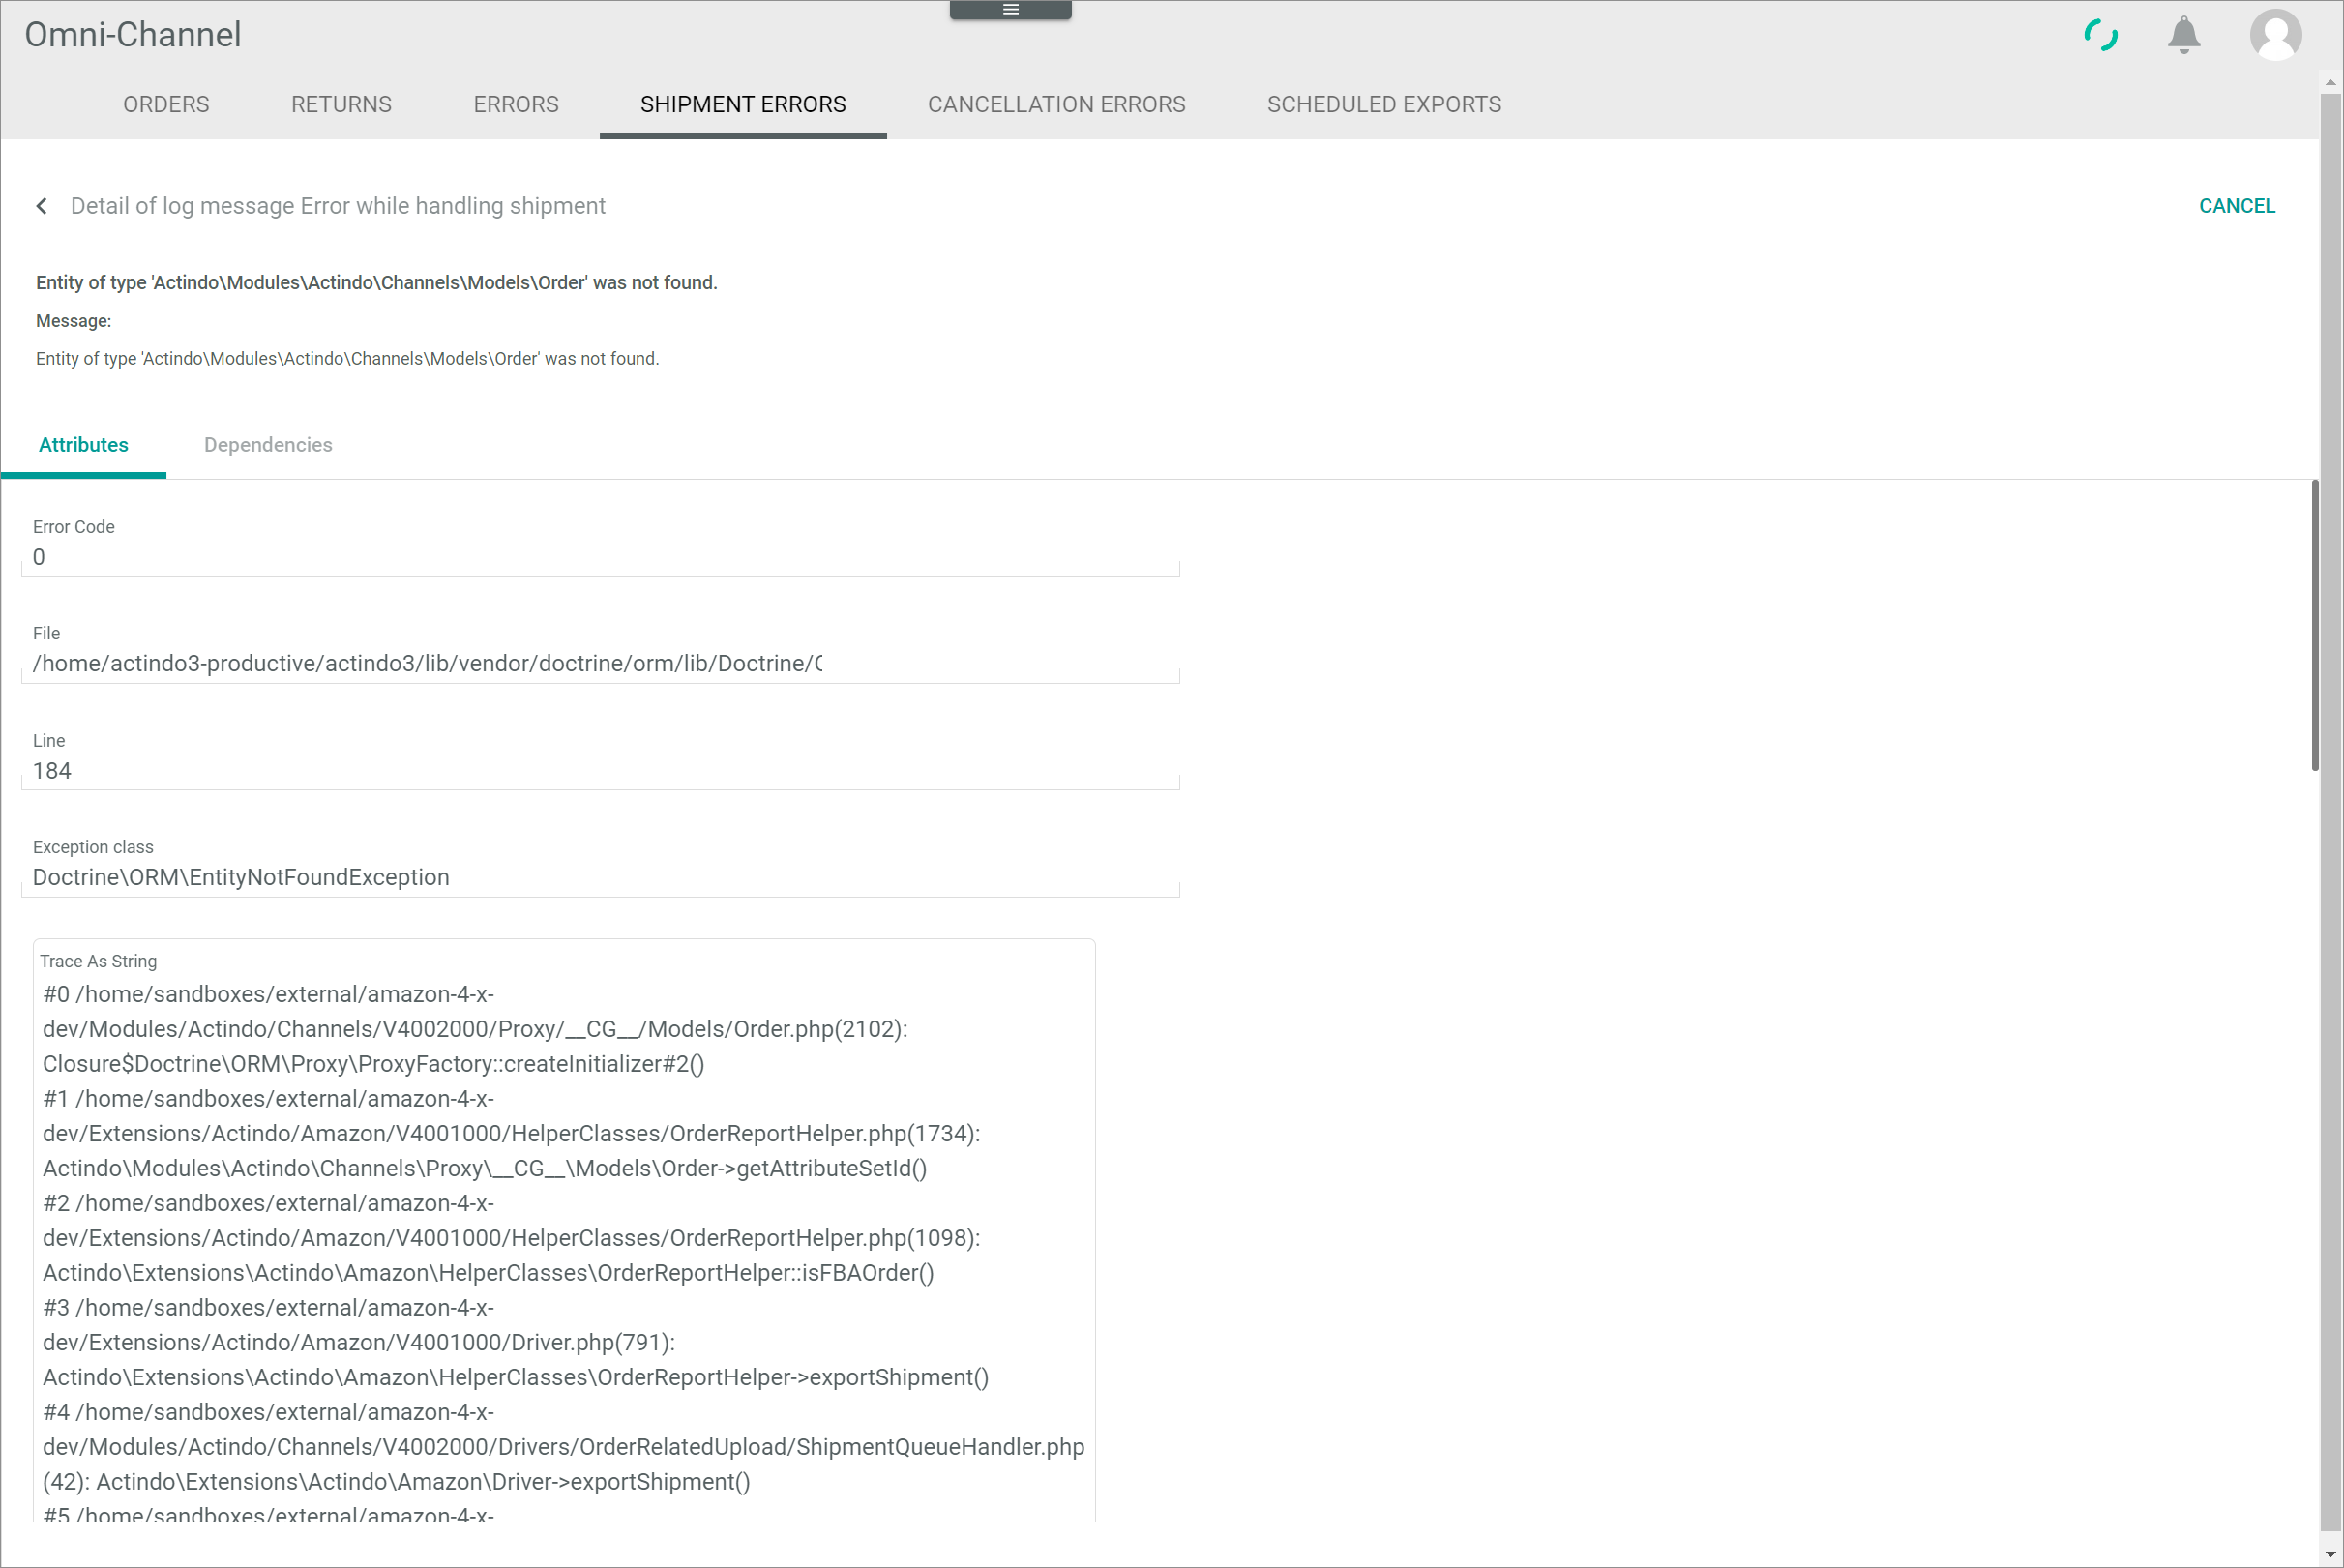 Omni-Channel
ORDERS RETURNS ERRORS SHIPMENT ERRORS CANCELLATION ERRORS SCHEDULED EXPORTS
Detail of log message Error while handling shipment CANCEL
Entity of type 'Actindo\Modules\Actindo\Channels\Models\Order' was not found.
Message:
Entity of type 'Actindo\Modules\Actindo\Channels\Models\Order' was not found.
Attributes Dependencies
Error Code
0
File
/home/actindo3-productive/actindo3/lib/vendor/doctrine/orm/lib/Doctrine/
Line
184
Exception class
Doctrine\ORM\EntityNotFoundException
Trace As String
#0 /home/sandboxes/external/amazon-4-x-
dev/Modules/Actindo/Channels/V4002000/Proxy/__CG__/Models/Order.php(2102):
Closure$Doctrine\ORM\Proxy\ProxyFactory::createInitializer#2()
#1 /home/sandboxes/external/amazon-4-x-
dev/Extensions/Actindo/Amazon/V4001000/HelperClasses/OrderReportHelper.php(1734):
Actindo\Modules\Actindo\Channels\Proxy\__CG__\Models\Order->getAttributeSetId()
#2 /home/sandboxes/external/amazon-4-x-
dev/Extensions/Actindo/Amazon/V4001000/HelperClasses/OrderReportHelper.php(1098):
Actindo\Extensions\Actindo\Amazon\HelperClasses\OrderReportHelper::isFBAOrder()
#3 /home/sandboxes/external/amazon-4-x-
dev/Extensions/Actindo/Amazon/V4001000/Driver.php(791):
Actindo\Extensions\Actindo\Amazon\HelperClasses\OrderReportHelper->exportShipment()
#4 /home/sandboxes/external/amazon-4-x-
dev/Modules/Actindo/Channels/V4002000/Drivers/OrderRelatedUpload/ShipmentQueueHandler.php
(42): Actindo\Extensions\Actindo\Amazon\Driver->exportShipment()
#5 /home/sandboxes/external/amazon-4-x-